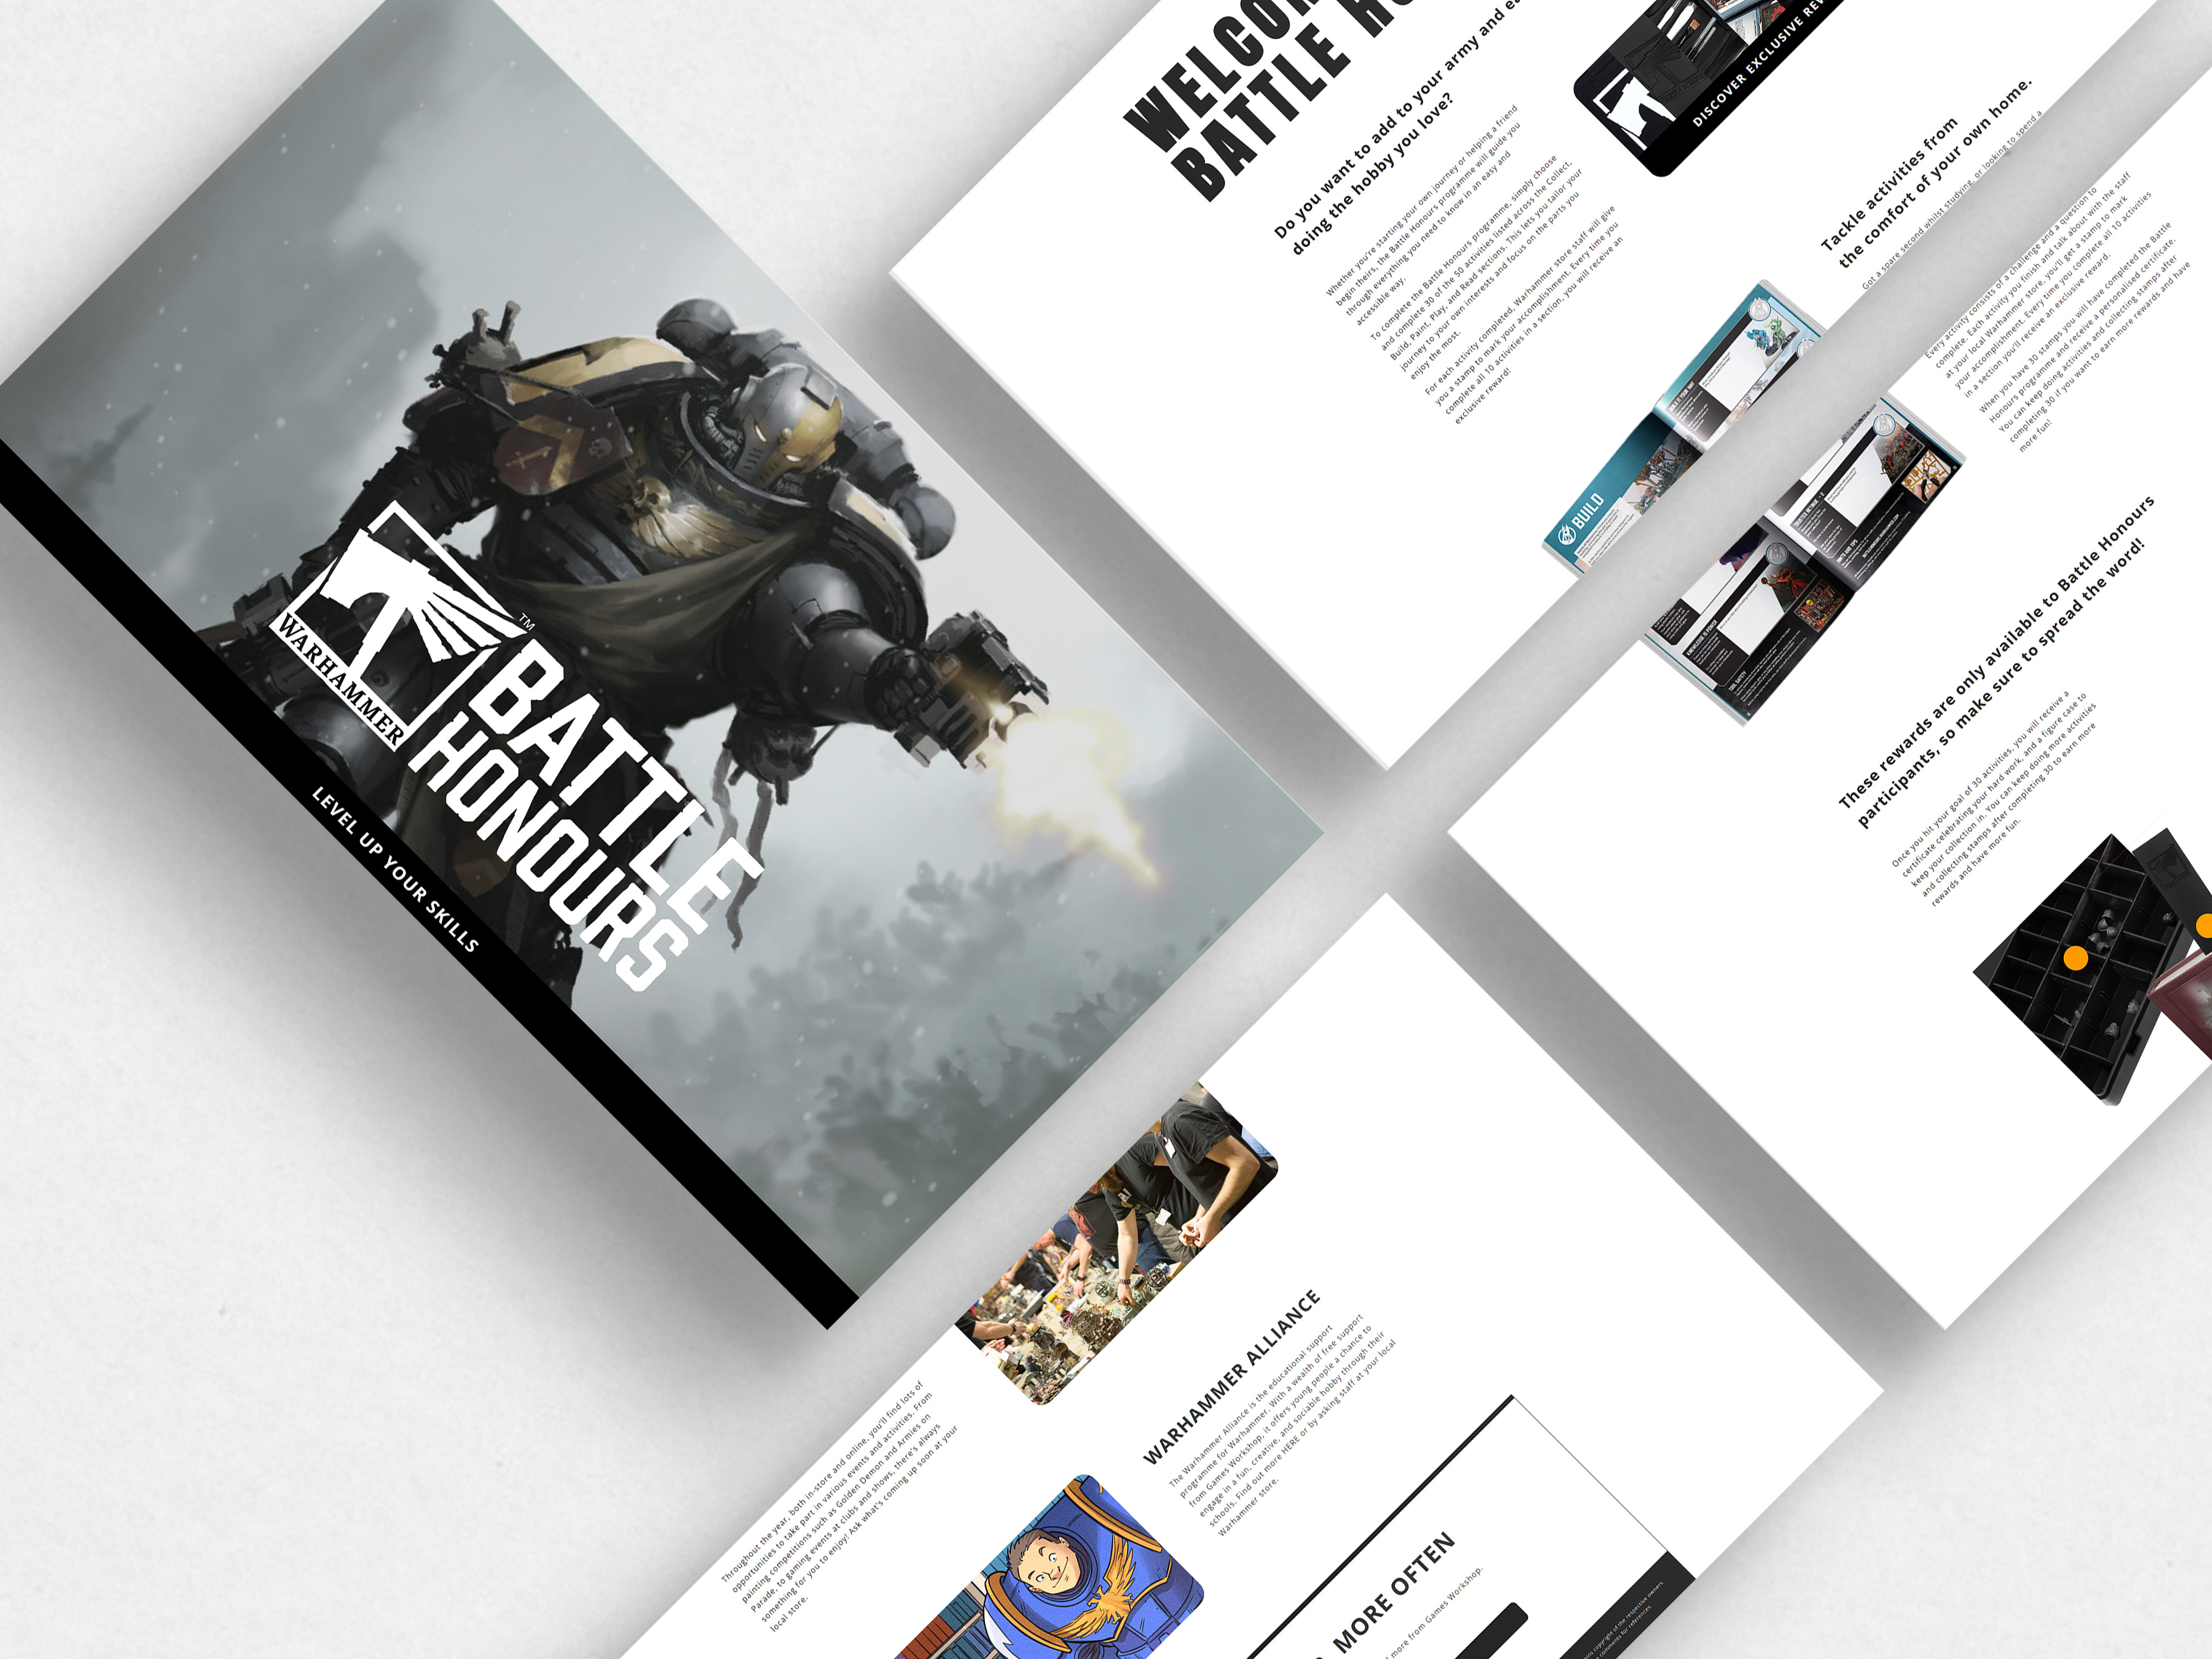 WARHAMMER
™
BATTLE
HONOURS
LEVEL UP YOUR SKILLS
BATTLE
Do you want to add to your army and
doing the hobby you love?
Whether you're starting your own journey or helping a friend
begin theirs, the Battle Honours programme will guide you
through everything you need to know in an easy and
accessible way.
To complete the Battle Honours programme, simply choose
and complete 30 of the 50 activities listed across the Collect,
Build, Paint, Play, and Read sections. This lets you tailor your
journey to your own interests and focus on the parts you
enjoy the most.
For each activity completed, Warhammer store staff will give
you a stamp to mark your accomplishment. Every time you
complete all 10 activities in a section, you will receive an
exclusive reward!
DISCOVER EXCLUSIVE
Tackle activities from
the comfort of your own home.
Got a spare second whilst studying, or looking to spend a
BUILD
Every activity consists of a challenge and a question to
complete. Each activity you finish and talk about with the staff
at your local Warhammer store, you'll get a stamp to mark
your accomplishment. Every time you complete all 10 activities
in a section you'll receive an exclusive reward.
When you have 30 stamps you will have completed the Battle
Honours programme and receive a personalised certificate.
You can keep doing activities and collecting stamps after
completing 30 if you want to earn more rewards and have
more fun!
TOOL SAFETY
These rewards are only available to Battle Honours
participants, so make sure to spread the word!
Once you hit your goal of 30 activities, you will receive a
certificate celebrating your hard work, and a figure case to
keep your collection in. You can keep doing more activities
and collecting stamps after completing 30 to earn more
rewards and have more fun.
Throughout the year, both in-store and online, you'll find lots of
opportunities to take part in various events and activities. From
painting competitions such as Golden Demon and Armies on
Parade, to gaming events at clubs and shows, there's always
something for you to enjoy! Ask what's coming up soon at your
local store.
WARHAMMER ALLIANCE
The Warhammer Alliance is the educational support
programme for Warhammer. With a wealth of free support
from Games Workshop, it offers young people a chance to
engage in a fun, creative, and sociable hobby through their
schools. Find out more HERE or by asking staff at your local
Warhammer store.
MORE OFTEN
more from Games Workshop.
copyright of the respective owners
comments for references.